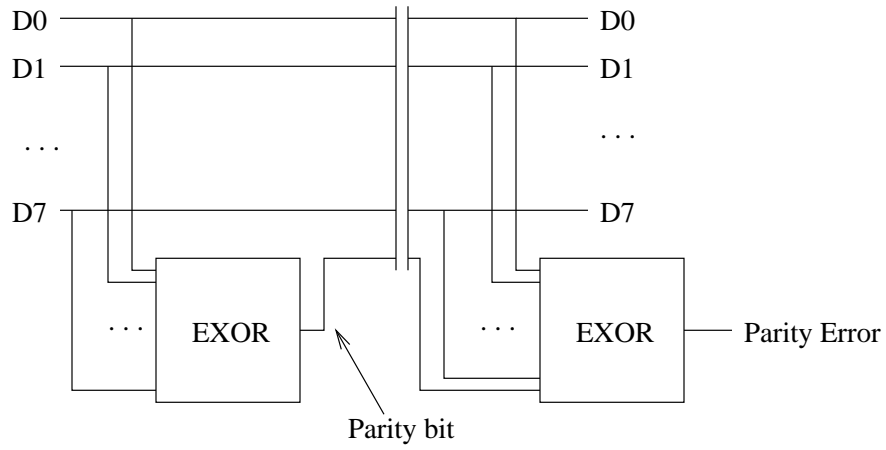 D0 D0
D1 D1
. . . . . .
D7 D7
. . . EXOR . . . EXOR Parity Error
Parity bit